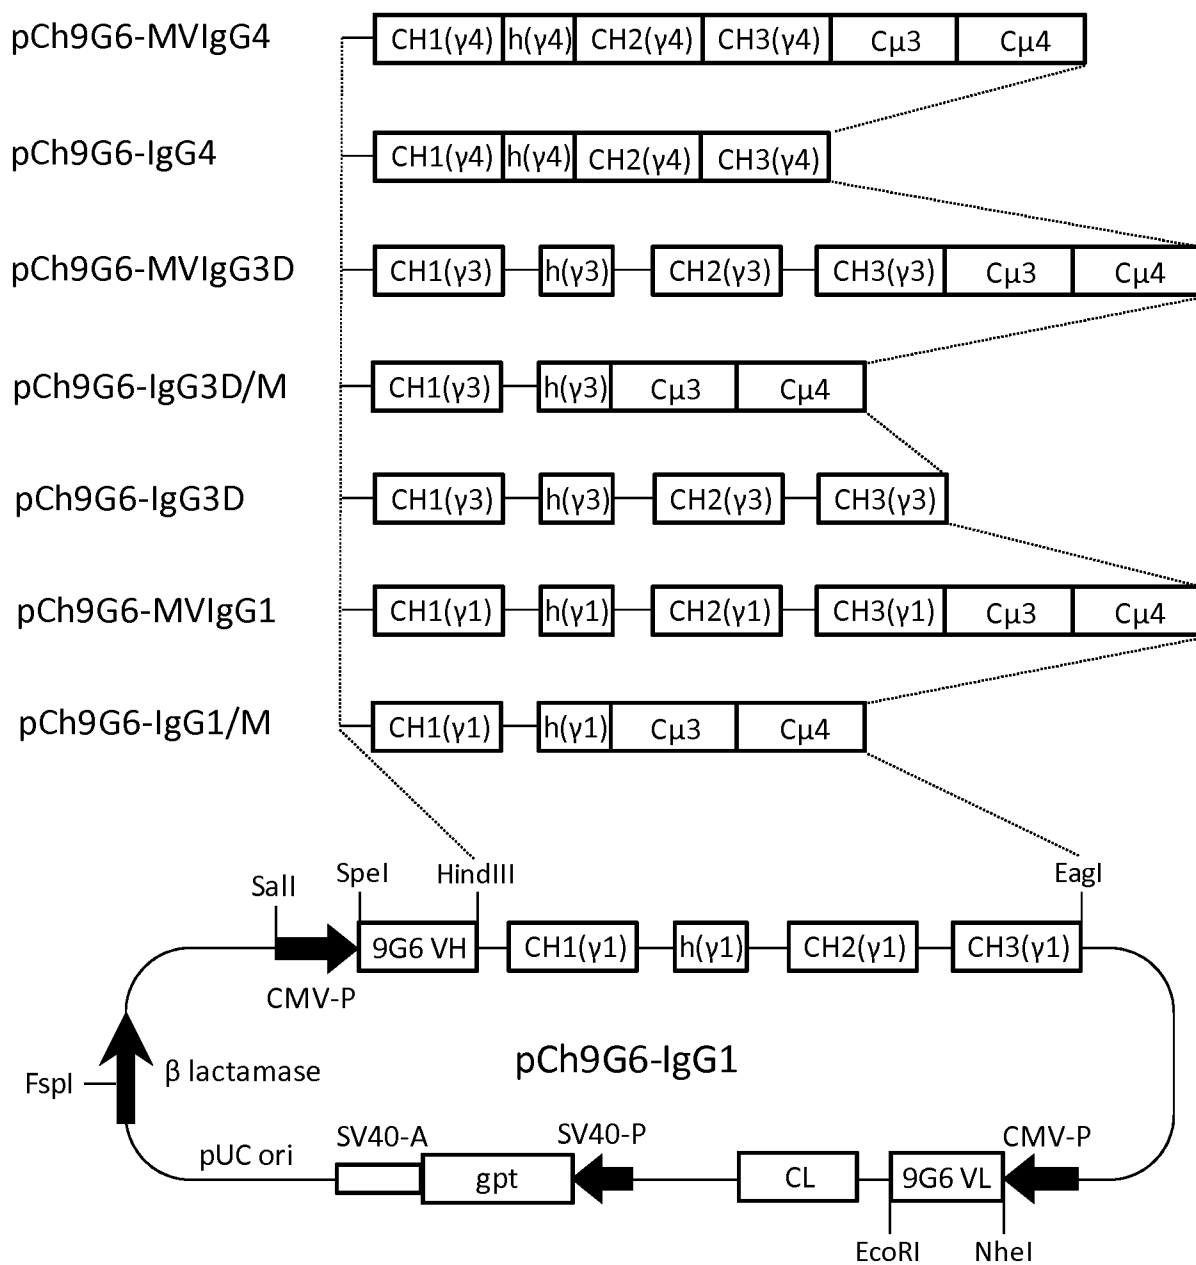 pCh9G6-MVIgG4 CH1(γ4) h(γ4) CH2(γ4) CH3(γ4) Cμ3 Cμ4
pCh9G6-IgG4 CH1(γ4) h(γ4) CH2(γ4) CH3(γ4)
pCh9G6-MVIgG3D CH1(γ3) h(γ3) CH2(γ3) CH3(γ3) Cμ3 Cμ4
pCh9G6-IgG3D/M CH1(γ3) h(γ3) Cμ3 Cμ4
pCh9G6-IgG3D CH1(γ3) h(γ3) CH2(γ3) CH3(γ3)
pCh9G6-MVIgG1 CH1(γ1) h(γ1) CH2(γ1) CH3(γ1) Cμ3 Cμ4
pCh9G6-IgG1/M CH1(γ1) h(γ1) Cμ3 Cμ4
SalI SpeI HindIII EagI
9G6 VH CH1(γ1) h(γ1) CH2(γ1) CH3(γ1)
CMV-P
pCh9G6-IgG1
FspI β lactamase
pUC ori SV40-A SV40-P CMV-P
gpt CL 9G6 VL
EcoRI NheI